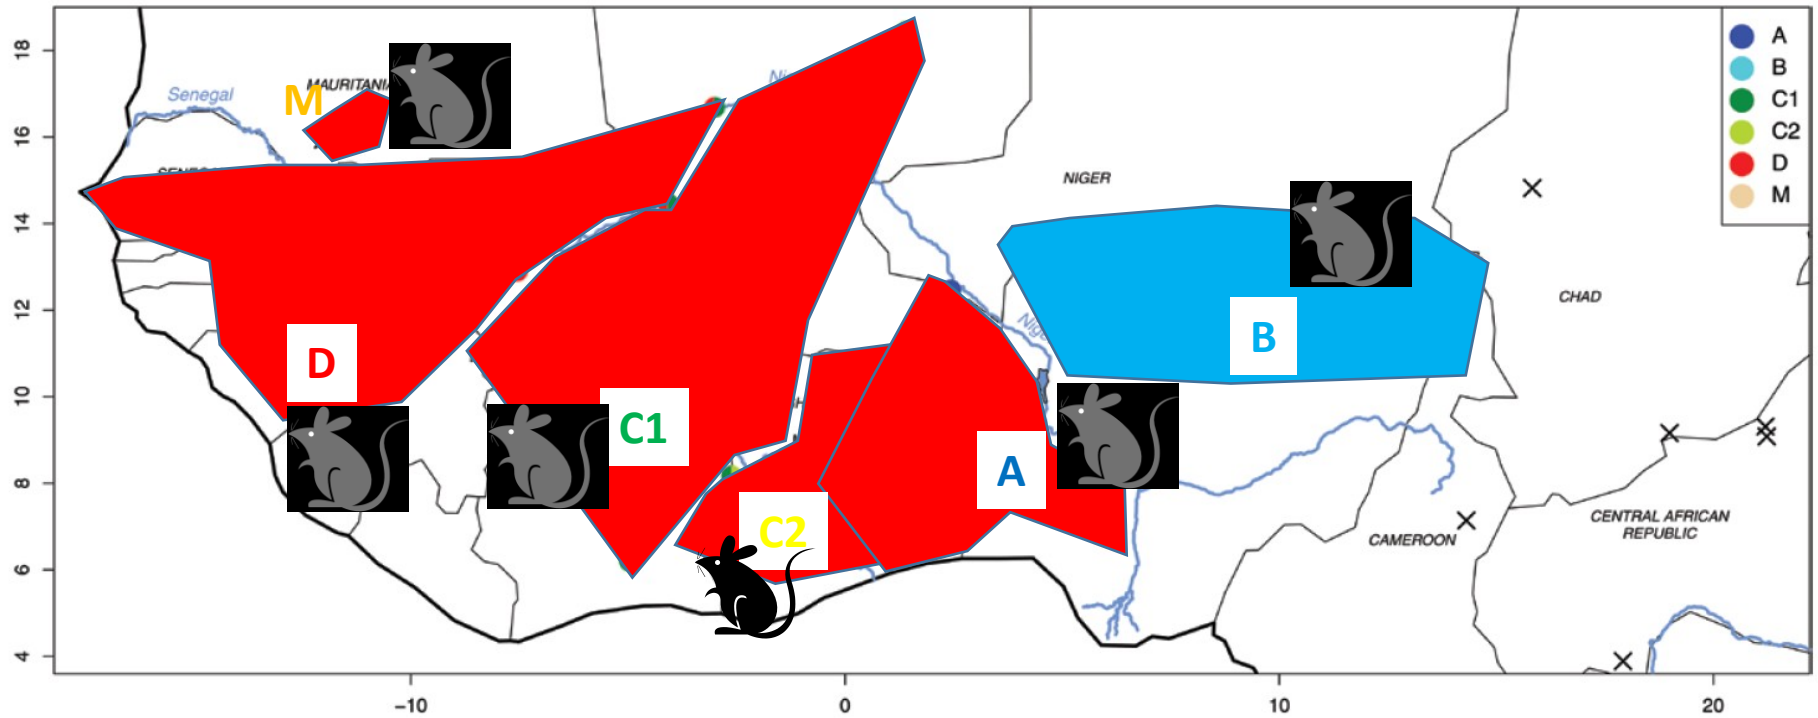 18
16
14
12
10
8
6
4
-10
0
10
20
Senegal
MAURITANIA
M
NIGER
CHAD
CENTRAL AFRICAN
REPUBLIC
CAMEROON
D
C1
C2
A
B
A
B
C1
C2
D
M